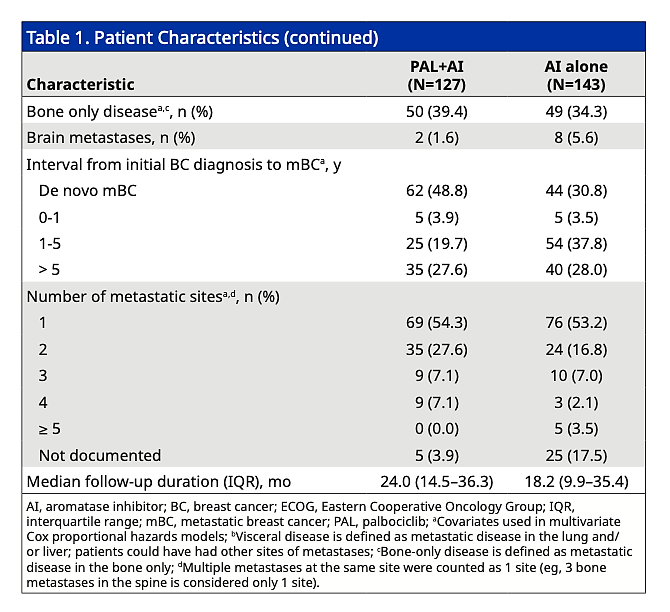 Table 1. Patient Characteristics (continued)
Characteristic PAL+AI (N=127) AI alone (N=143)
Bone only diseaseᵃ,ᶜ, n (%) 50 (39.4) 49 (34.3)
Brain metastases, n (%) 2 (1.6) 8 (5.6)
Interval from initial BC diagnosis to mBCᵃ, y
De novo mBC 62 (48.8) 44 (30.8)
0-1 5 (3.9) 5 (3.5)
1-5 25 (19.7) 54 (37.8)
> 5 35 (27.6) 40 (28.0)
Number of metastatic sitesᵃ,ᵈ, n (%)
1 69 (54.3) 76 (53.2)
2 35 (27.6) 24 (16.8)
3 9 (7.1) 10 (7.0)
4 9 (7.1) 3 (2.1)
≥ 5 0 (0.0) 5 (3.5)
Not documented 5 (3.9) 25 (17.5)
Median follow-up duration (IQR), mo 24.0 (14.5–36.3) 18.2 (9.9–35.4)
AI, aromatase inhibitor; BC, breast cancer; ECOG, Eastern Cooperative Oncology Group; IQR,
interquartile range; mBC, metastatic breast cancer; PAL, palbociclib; ᵃCovariates used in multivariate
Cox proportional hazards models; ᵇVisceral disease is defined as metastatic disease in the lung and/
or liver; patients could have had other sites of metastases; ᶜBone-only disease is defined as metastatic
disease in the bone only; ᵈMultiple metastases at the same site were counted as 1 site (eg, 3 bone
metastases in the spine is considered only 1 site).